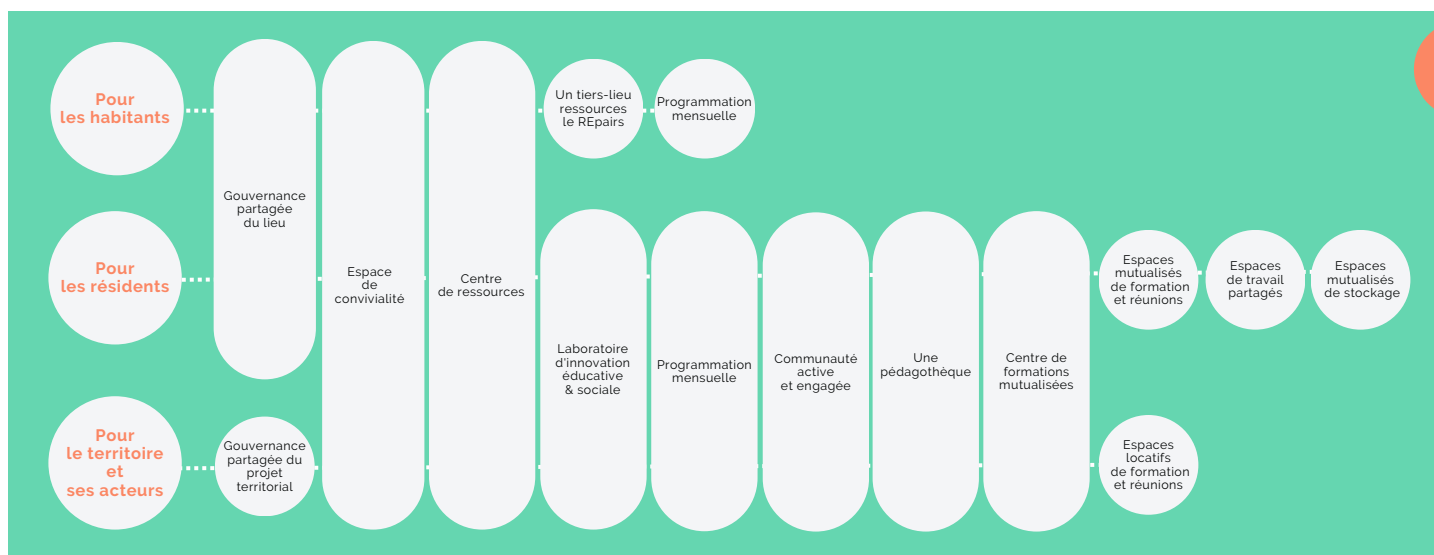 Pour
les habitants
Un tiers-lieu
ressources
le REpairs
Programmation
mensuelle
Gouvernance
partagée
du lieu
Pour
les résidents
Espace
de
convivialité
Centre
de ressources
Espaces
mutualisés
de formation
et réunions
Espaces
de travail
partagés
Espaces
mutualisés
de stockage
Laboratoire
d'innovation
éducative
& sociale
Programmation
mensuelle
Communauté
active
et engagée
Une
pédagothèque
Centre de
formations
mutualisées
Pour
le territoire
et
ses acteurs
Gouvernance
partagée du
projet
territorial
Espaces
locatifs
de formation
et réunions